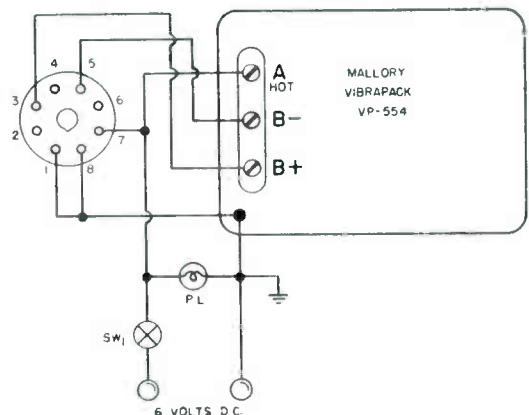 4
5
3
6
2
7
1
8
A
HOT
B-
B+
MALLORY
VIBRAPACK
VP-554
PL
SW1
6 VOLTS D.C.